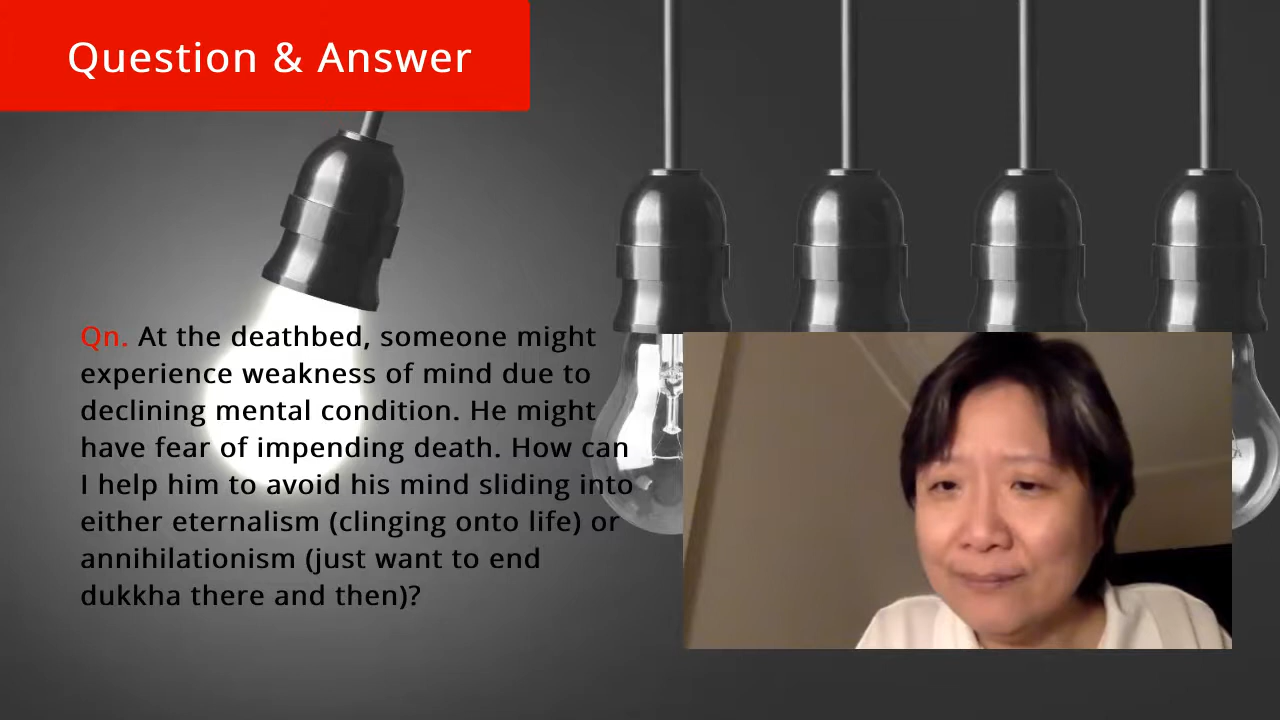 Question & Answer
Qn. At the deathbed, someone might
experience weakness of mind due to
declining mental condition. He might
have fear of impending death. How can
I help him to avoid his mind sliding into
either eternalism (clinging onto life) or
annihilationism (just want to end
dukkha there and then)?